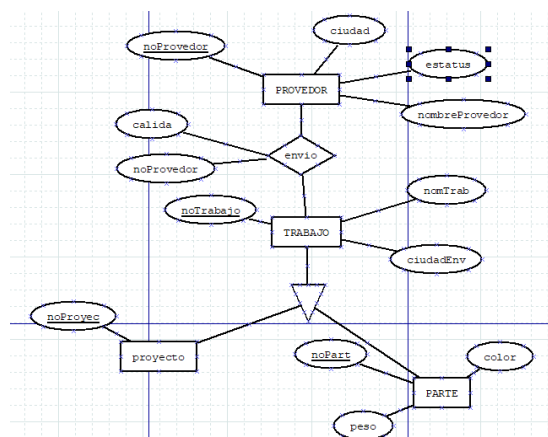 ciudad
noProvedor
estatus
PROVEDOR
nombreProvedor
calida
envio
noProvedor
nomTrab
noTrabajo
TRABAJO
ciudadEnv
noProyec
proyecto
noPart
color
PARTE
peso